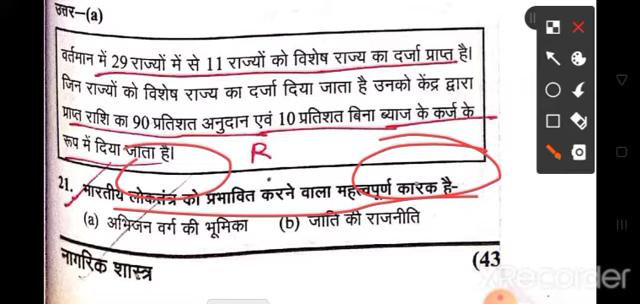 उत्तर–(a)
वर्तमान में 29 राज्यों में से 11 राज्यों को विशेष राज्य का दर्जा प्राप्त है।
जिन राज्यों को विशेष राज्य का दर्जा दिया जाता है उनको केंद्र द्वारा
प्राप्त राशि का 90 प्रतिशत अनुदान एवं 10 प्रतिशत बिना ब्याज के कर्ज के
रूप में दिया जाता है।
R
21. भारतीय लोकतंत्र को प्रभावित करने वाला महत्वपूर्ण कारक है-
(a) अभिजन वर्ग की भूमिका (b) जाति की राजनीति
नागरिक शास्त्र (43
XRecorder